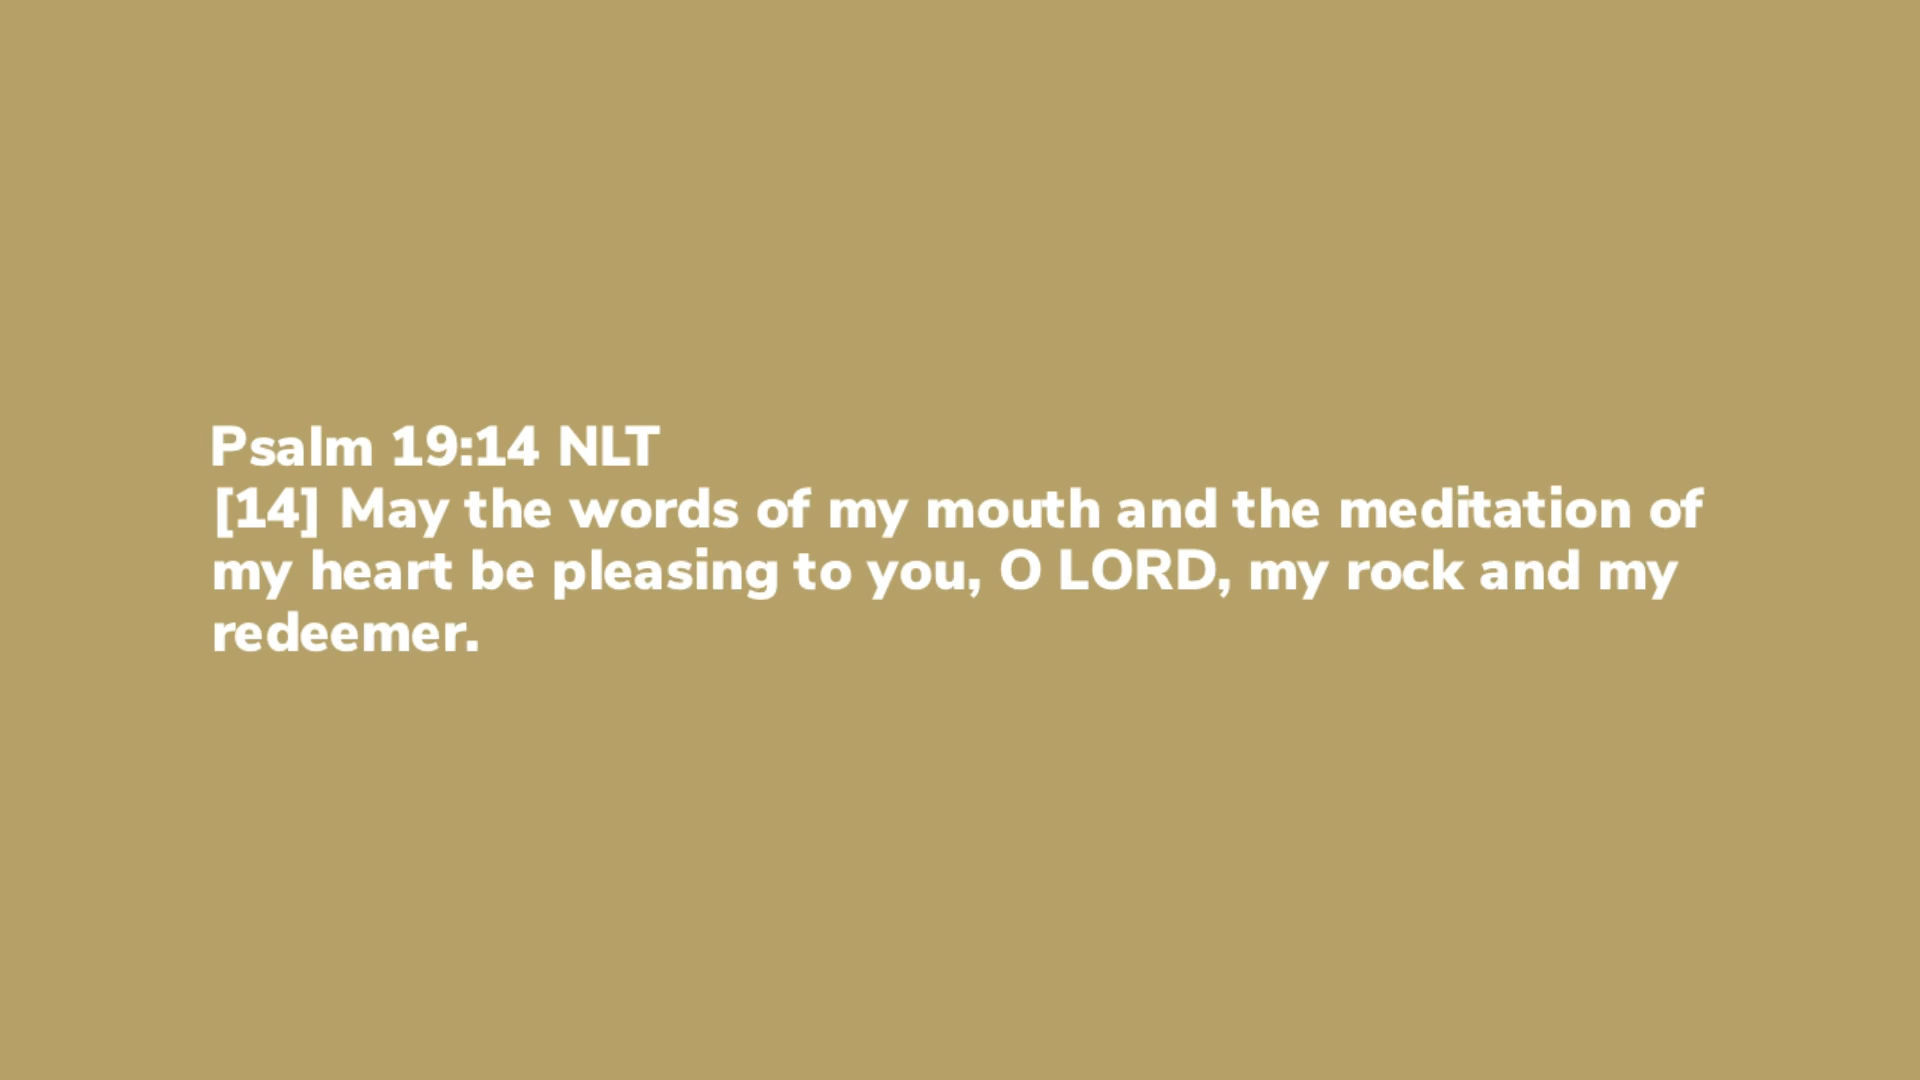 Psalm 19:14 NLT
[14] May the words of my mouth and the meditation of
my heart be pleasing to you, O LORD, my rock and my
redeemer.